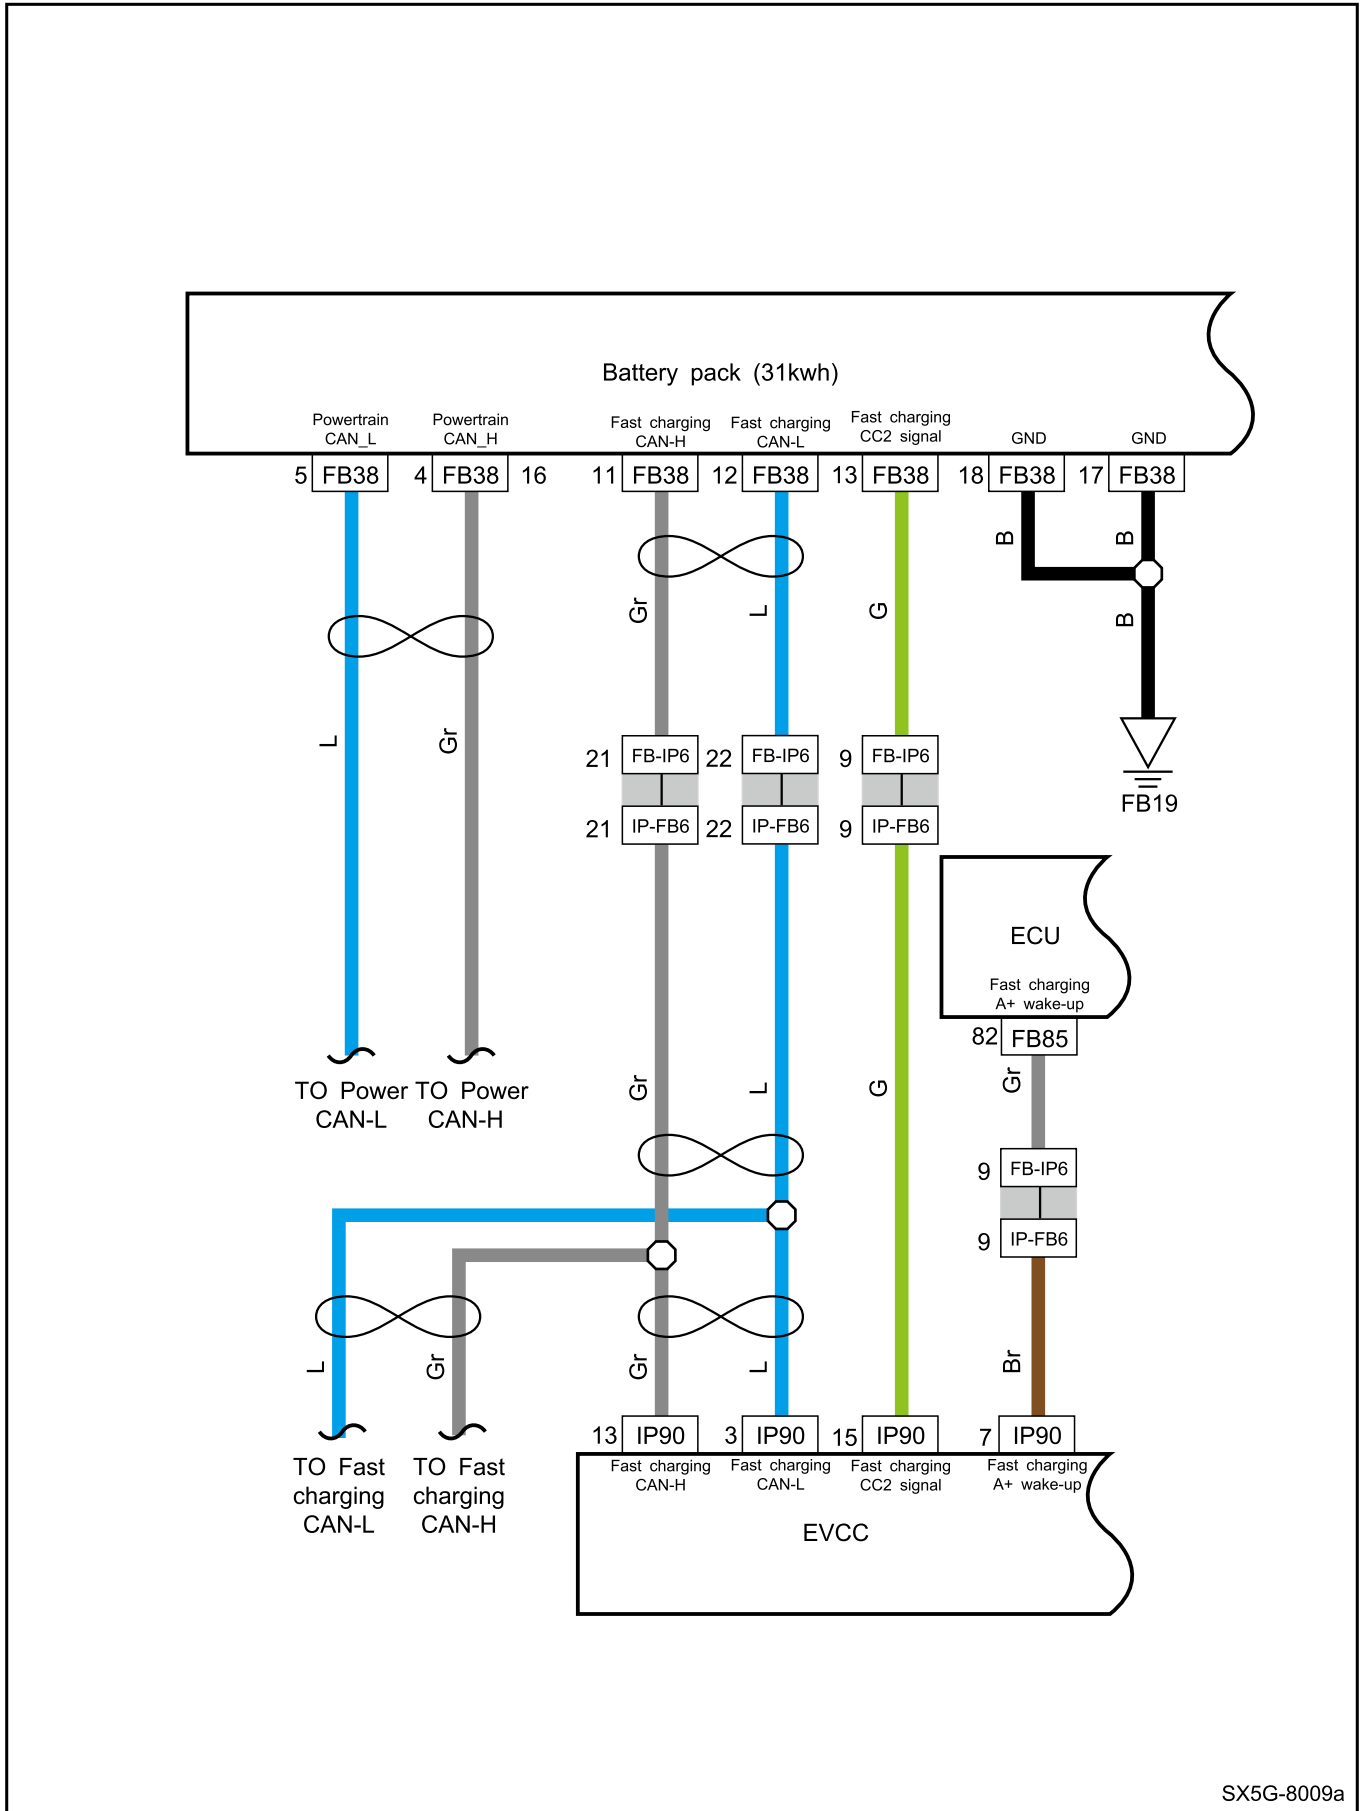 Battery pack (31kwh)
Powertrain
CAN_L
Powertrain
CAN_H
Fast charging
CAN-H
Fast charging
CAN-L
Fast charging
CC2 signal
GND
GND
5 FB38
4 FB38 16
11 FB38
12 FB38
13 FB38
18 FB38
17 FB38
B
B
Gr
L
G
B
L
Gr
21 FB-IP6
22 FB-IP6
9 FB-IP6
FB19
21 IP-FB6
22 IP-FB6
9 IP-FB6
ECU
Fast charging
A+ wake-up
82 FB85
TO Power
CAN-L
TO Power
CAN-H
Gr
L
G
Gr
9 FB-IP6
9 IP-FB6
L
Gr
Gr
L
Br
13 IP90
3 IP90
15 IP90
7 IP90
TO Fast
charging
CAN-L
TO Fast
charging
CAN-H
Fast charging
CAN-H
Fast charging
CAN-L
Fast charging
CC2 signal
Fast charging
A+ wake-up
EVCC
SX5G-8009a